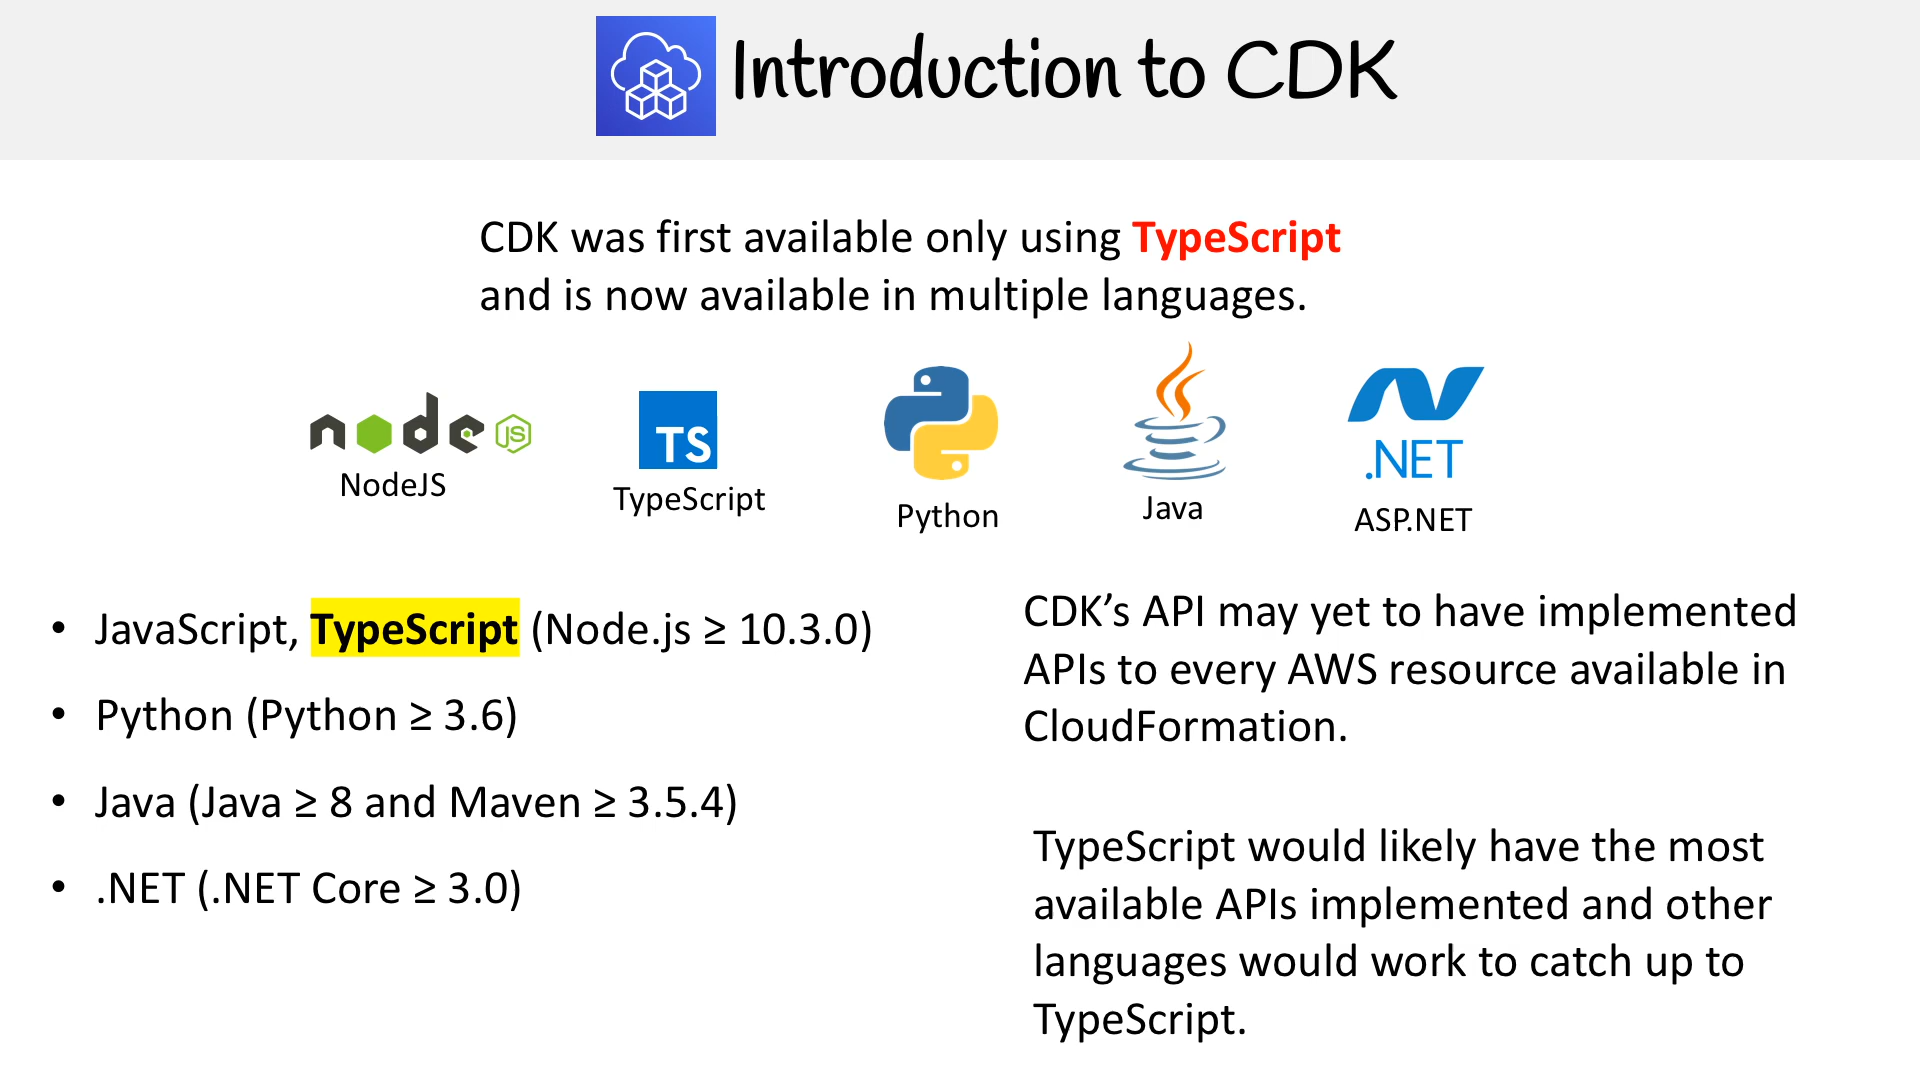 Introduction to CDK
CDK was first available only using TypeScript
and is now available in multiple languages.
node JS
NodeJS
TS
TypeScript
Python
Java
.NET
ASP.NET
• JavaScript, TypeScript (Node.js ≥ 10.3.0)
• Python (Python ≥ 3.6)
• Java (Java ≥ 8 and Maven ≥ 3.5.4)
• .NET (.NET Core ≥ 3.0)
CDK’s API may yet to have implemented
APIs to every AWS resource available in
CloudFormation.
TypeScript would likely have the most
available APIs implemented and other
languages would work to catch up to
TypeScript.